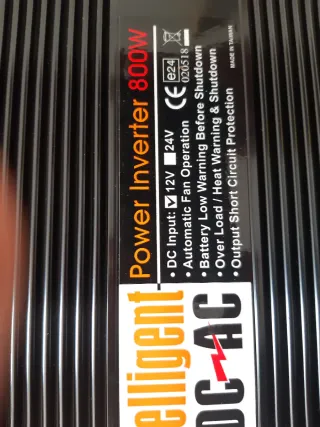 elligent
DC AC
Power Inverter 800W
• DC Input: ☑12V ☐24V
• Automatic Fan Operation
• Battery Low Warning Before Shutdown
• Over Load / Heat Warning & Shutdown
• Output Short Circuit Protection
CE e24
020518
MADE IN TAIWAN